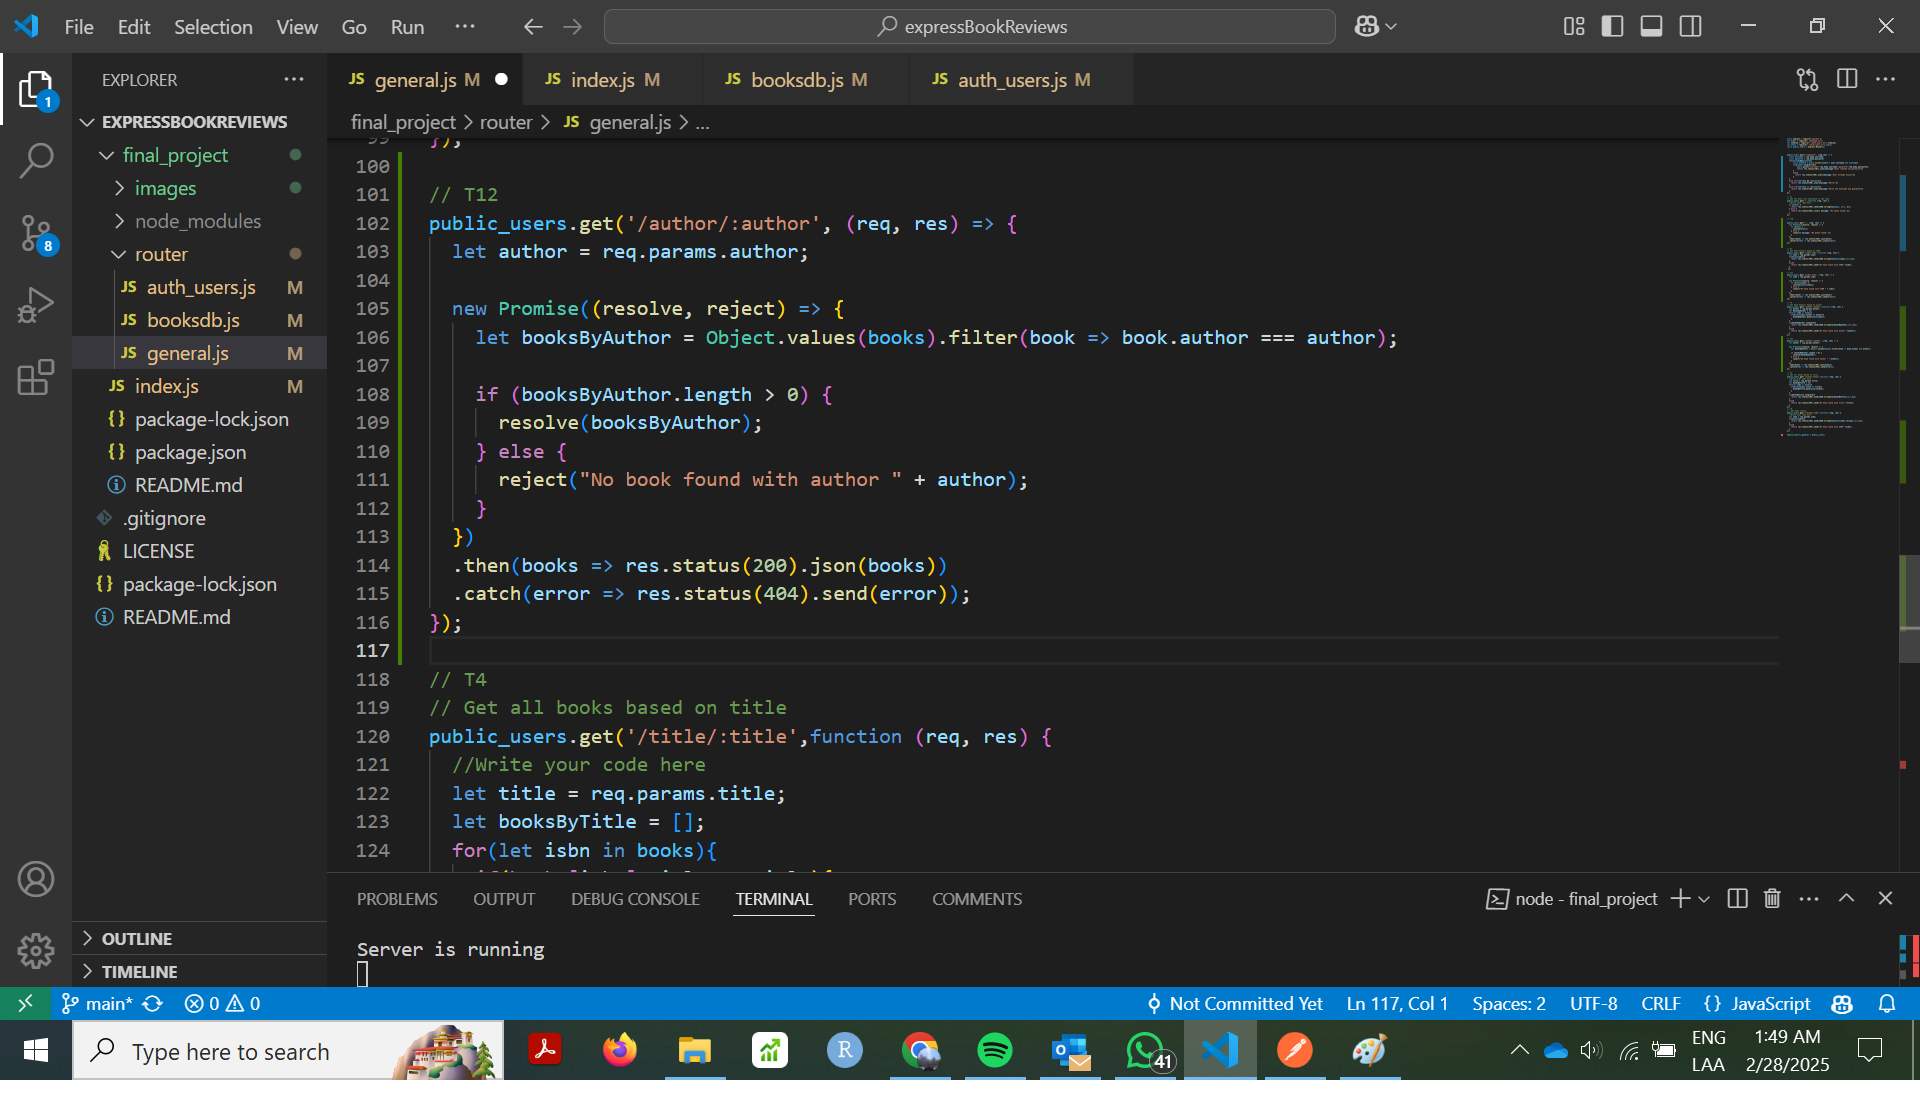 File Edit Selection View Go Run ··· expressBookReviews
EXPLORER ···
JS general.js M JS index.js M JS booksdb.js M JS auth_users.js M
EXPRESSBOOKREVIEWS
final_project
images
node_modules
router
JS auth_users.js M
JS booksdb.js M
JS general.js M
JS index.js M
{} package-lock.json
{} package.json
README.md
.gitignore
LICENSE
{} package-lock.json
README.md
OUTLINE
TIMELINE
1
8
final_project > router > JS general.js > ...
99 });
100
101 // T12
102 public_users.get('/author/:author', (req, res) => {
103 let author = req.params.author;
104
105 new Promise((resolve, reject) => {
106 let booksByAuthor = Object.values(books).filter(book => book.author === author);
107
108 if (booksByAuthor.length > 0) {
109 resolve(booksByAuthor);
110 } else {
111 reject("No book found with author " + author);
112 }
113 })
114 .then(books => res.status(200).json(books))
115 .catch(error => res.status(404).send(error));
116 });
117
118 // T4
119 // Get all books based on title
120 public_users.get('/title/:title',function (req, res) {
121 //Write your code here
122 let title = req.params.title;
123 let booksByTitle = [];
124 for(let isbn in books){
PROBLEMS OUTPUT DEBUG CONSOLE TERMINAL PORTS COMMENTS node - final_project
Server is running
main* 0 0 Not Committed Yet Ln 117, Col 1 Spaces: 2 UTF-8 CRLF {} JavaScript
Type here to search
R
41
ENG
LAA
1:49 AM
2/28/2025